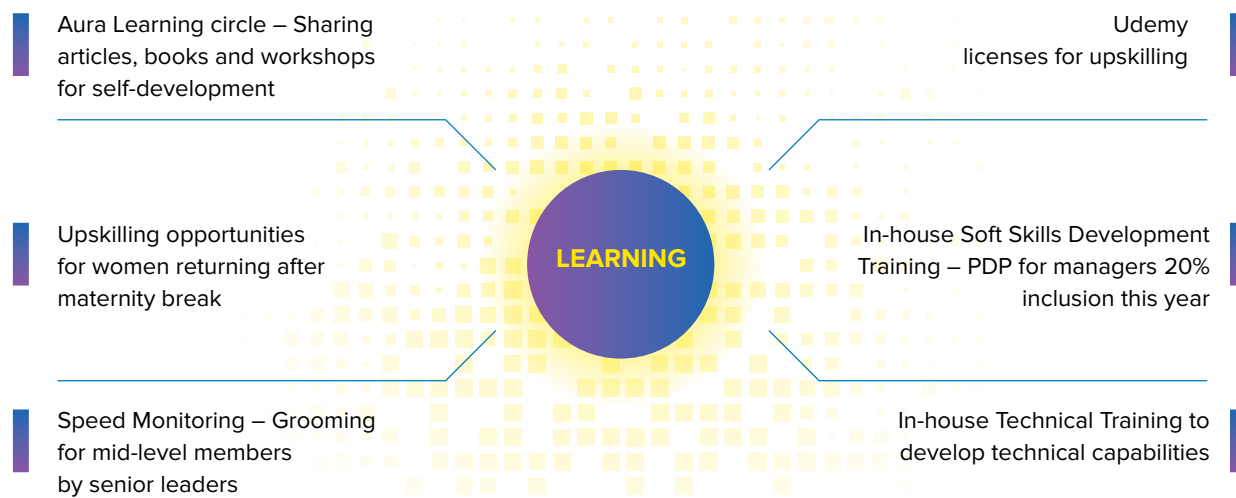 Aura Learning circle – Sharing
articles, books and workshops
for self-development
Upskilling opportunities
for women returning after
maternity break
Speed Monitoring – Grooming
for mid-level members
by senior leaders
LEARNING
Udemy
licenses for upskilling
In-house Soft Skills Development
Training – PDP for managers 20%
inclusion this year
In-house Technical Training to
develop technical capabilities